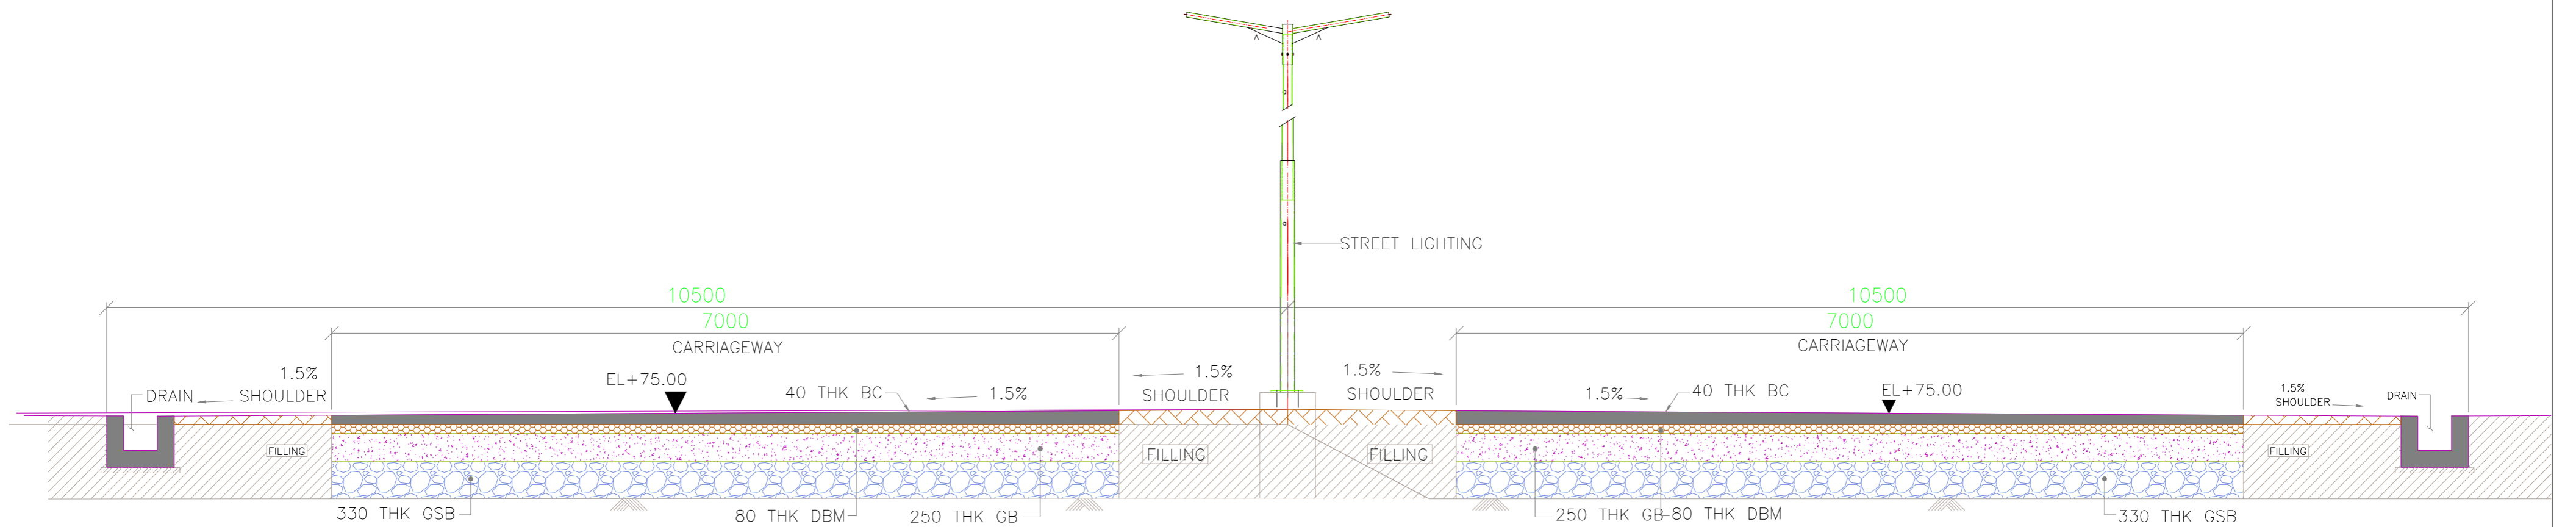 A
A
a
a
STREET LIGHTING
10500
10500
7000
7000
CARRIAGEWAY
CARRIAGEWAY
1.5%
SHOULDER
DRAIN
EL+75.00
40 THK BC
1.5%
1.5%
SHOULDER
1.5%
SHOULDER
1.5%
40 THK BC
EL+75.00
1.5%
SHOULDER
DRAIN
FILLING
FILLING
FILLING
FILLING
330 THK GSB
80 THK DBM
250 THK GB
250 THK GB
80 THK DBM
330 THK GSB